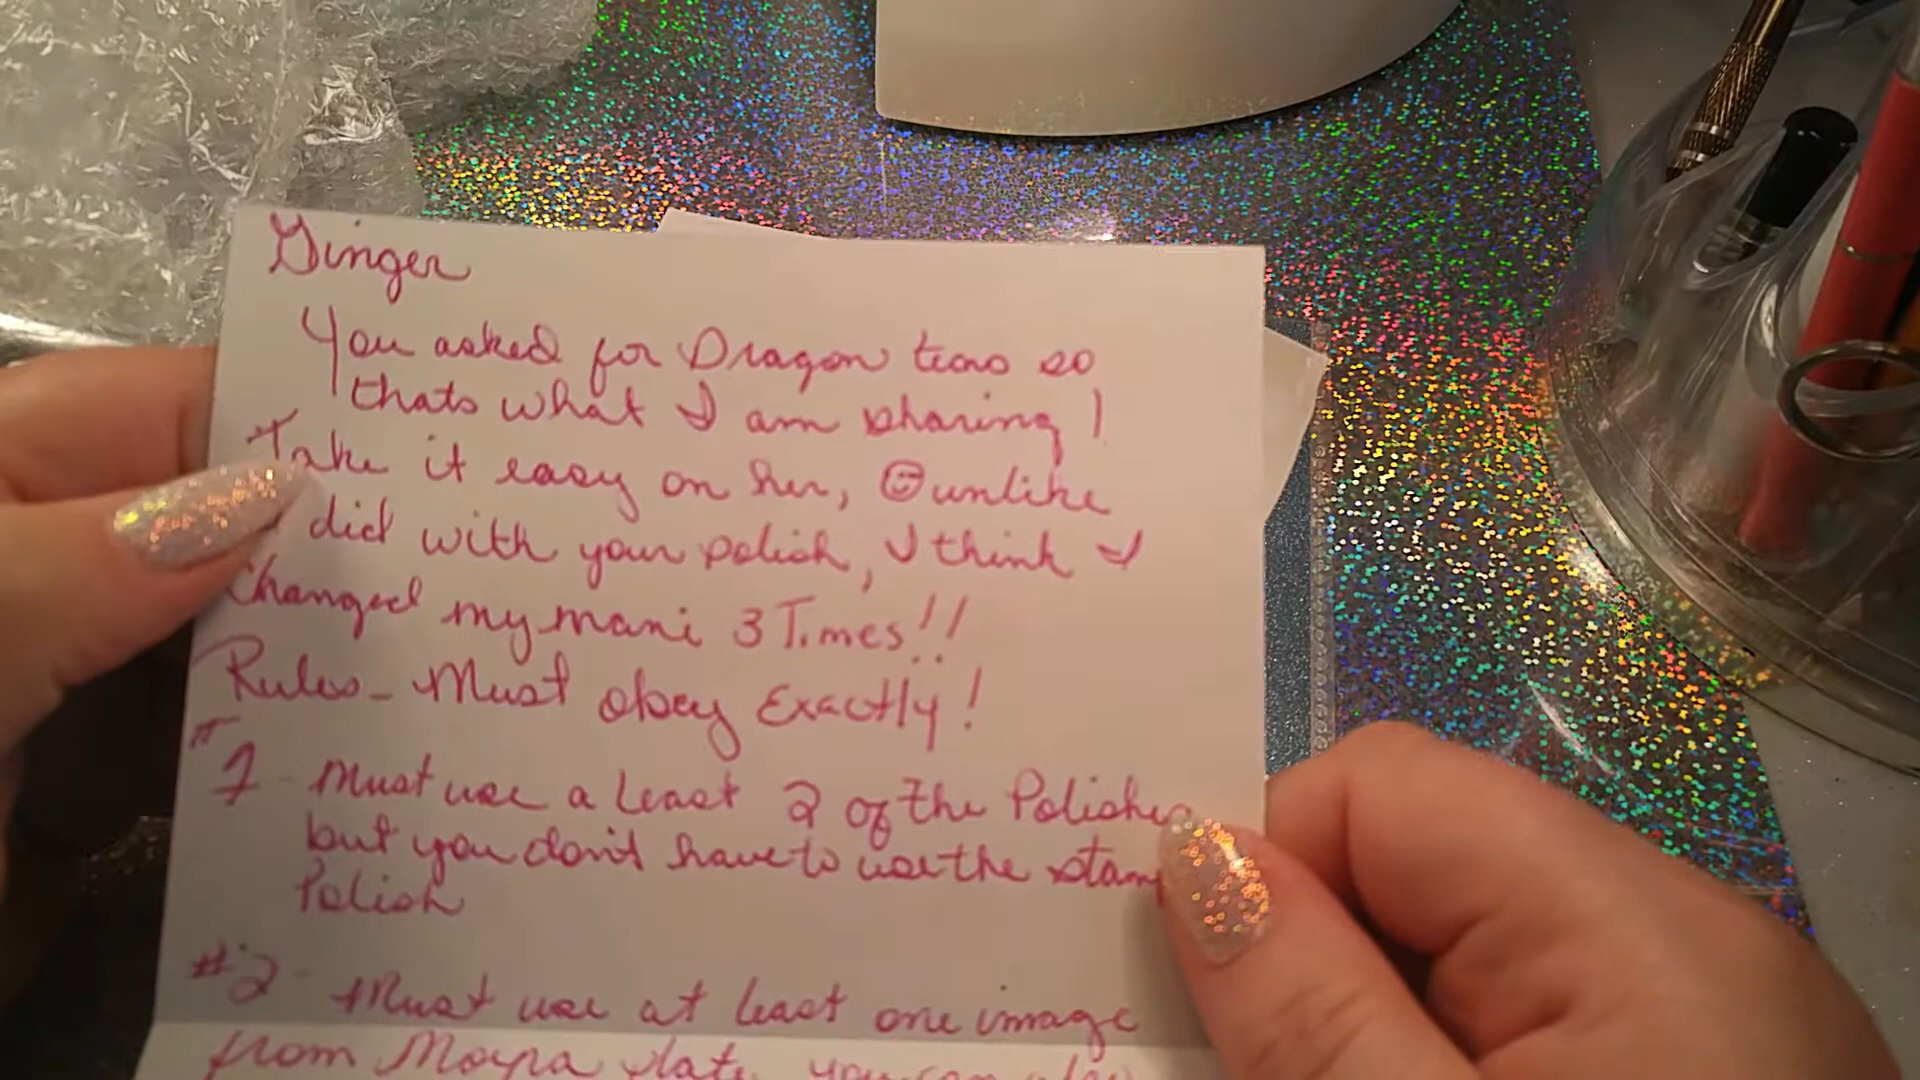 Ginger
You asked for Dragon tears so
thats what I am sharing!
Take it easy on her, unlike
did with your polish, I think I
Changed my mani 3 Times!!
Rules - Must obey Exactly!
1 - Must use a least 2 of the Polishes
but you don't have to use the stamp
Polish
#2 - Must use at least one image
from Moyra plate, you can also